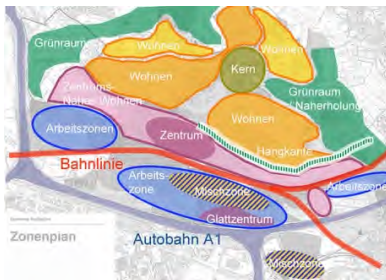 Grünraum
Wohnen
Wohnen
Wohnen
Kern
Zentrums-
Nahes Wohnen
Grünraum
/ Naherholung
Arbeitszonen
Zentrum
Wohnen
Hangkante
Bahnlinie
Arbeits-
zone
Mischzone
Arbeitszone
Glattzentrum
Zonenplan
Autobahn A1
Mischzone